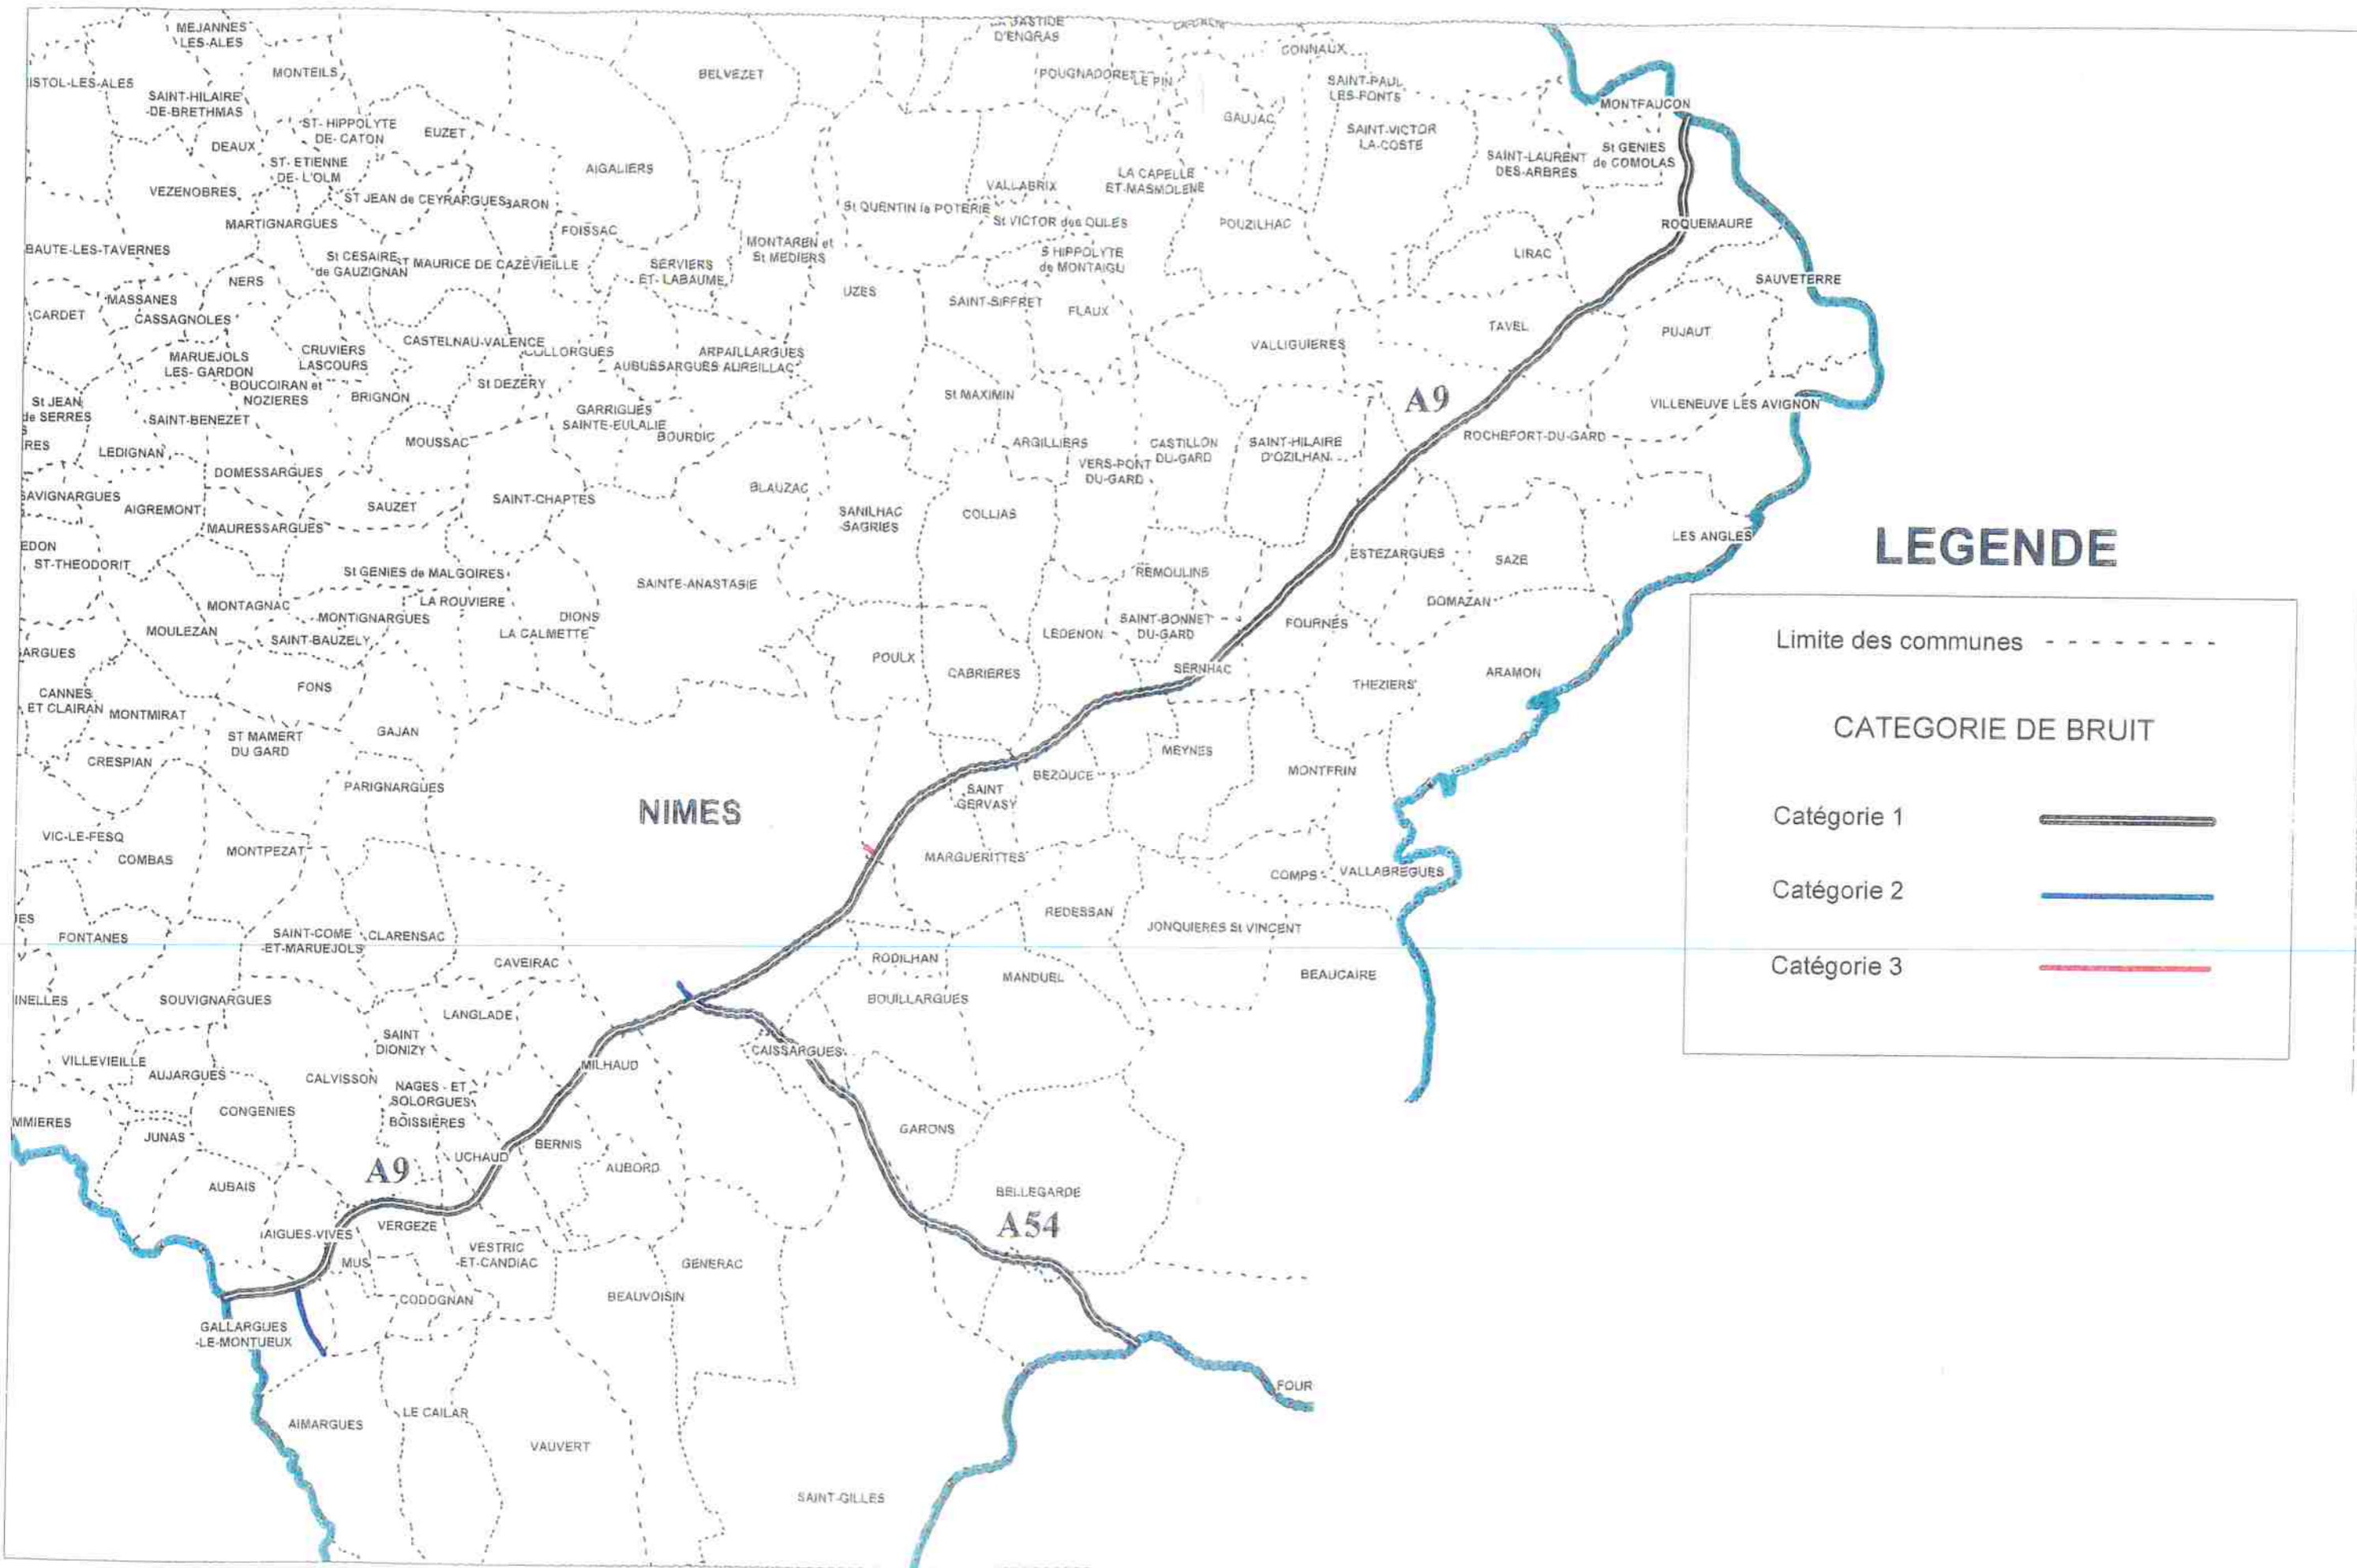 MEJANNES
LES-ALES
D'ENGRAS
CONNAUX
MONTEILS
BELVEZET
POUGNADORESSE
LE PIN
SAINT-PAUL
LES-FONTS
ISTOL-LES-ALES
SAINT-HILAIRE
-DE-BRETHMAS
MONTFAUCON
ST-HIPPOLYTE
DE-CATON
EUZET
GAUJAC
SAINT-VICTOR
LA-COSTE
DEAUX
ST-ETIENNE
DE-L'OLM
AIGALIERS
SAINT-LAURENT
DES-ARBRES
St GENIES
de COMOLAS
LA CAPELLE
ET-MASMOLENE
VEZENOBRES
ST JEAN de CEYRARGUES
BARON
VALLABRIX
St QUENTIN la POTERIE
St VICTOR des OULES
POUZILHAC
ROQUEMAURE
MARTIGNARGUES
FOISSAC
MONTAREN et
St MEDIERS
S HIPPOLYTE
de MONTAIGU
LIRAC
BAUTE-LES-TAVERNES
St CESAIRE
de GAUZIGNAN
ST MAURICE DE CAZEVIEILLE
SERVIERS
ET-LABAUME
NERS
UZES
SAINT-SIFFRET
FLAUX
SAUVETERRE
MASSANES
CARDET
CASSAGNOLES
TAVEL
PUJAUT
MARUEJOLS
LES-GARDON
CRUVIERS
LASCOURS
CASTELNAU-VALENCE
COLLORGUES
ARPAILLARGUES
AUREILLAC
AUBUSSARGUES
VALLIGUIERES
BOUCOIRAN et
NOZIERES
BRIGNON
St DEZERY
St MAXIMIN
A9
VILLENEUVE LES AVIGNON
St JEAN
de SERRES
SAINT-BENEZET
GARRIGUES
SAINTE-EULALIE
BOURDIC
MOUSSAC
ARGILLIERS
CASTILLON
DU-GARD
SAINT-HILAIRE
D'OZILHAN
ROCHEFORT-DU-GARD
RES
LEDIGNAN
DOMESSARGUES
VERS-PONT
DU-GARD
SAVIGNARGUES
AIGREMONT
SAUZET
SAINT-CHAPTES
BLAUZAC
SANILHAC
-SAGRIES
COLLIAS
MAURESSARGUES
LES ANGLES
LEGENDE
EDON
ST-THEODORIT
St GENIES de MALGOIRES
SAINTE-ANASTASIE
REMOULINS
ESTEZARGUES
SAZE
MONTAGNAC
LA ROUVIERE
MONTIGNARGUES
DIONS
DOMAZAN
MOULEZAN
SAINT-BAUZELY
LA CALMETTE
LEDENON
SAINT-BONNET
DU-GARD
FOURNES
Limite des communes
ARGUES
POULX
CABRIERES
SERNHAC
THEZIERS
ARAMON
CANNES
ET CLAIRAN
FONS
MONTMIRAT
CATEGORIE DE BRUIT
ST MAMERT
DU GARD
GAJAN
CRESPIAN
MEYNES
BEZOUCE
MONTFRIN
PARIGNARGUES
NIMES
SAINT
-GERVASY
Catégorie 1
VIC-LE-FESQ
COMBAS
MONTPEZAT
MARGUERITTES
COMPS
VALLABREGUES
Catégorie 2
REDESSAN
JONQUIERES St VINCENT
FONTANES
SAINT-COME
-ET-MARUEJOLS
CLARENSAC
CAVEIRAC
RODILHAN
MANDUEL
BEAUCAIRE
Catégorie 3
INELLES
SOUVIGNARGUES
BOUILLARGUES
LANGLADE
SAINT
DIONIZY
VILLEVIEILLE
AUJARGUES
CALVISSON
NAGES - ET
SOLORGUES
MILHAUD
CAISSARGUES
MMIERES
CONGENIES
BOISSIERES
JUNAS
UCHAUD
BERNIS
GARONS
A9
AUBORD
AUBAIS
BELLEGARDE
A54
AIGUES-VIVES
VERGEZE
MUS
VESTRIC
-ET-CANDIAC
GENERAC
CODOGNAN
BEAUVOISIN
GALLARGUES
-LE-MONTUEUX
FOUR
AIMARGUES
LE CAILAR
VAUVERT
SAINT-GILLES